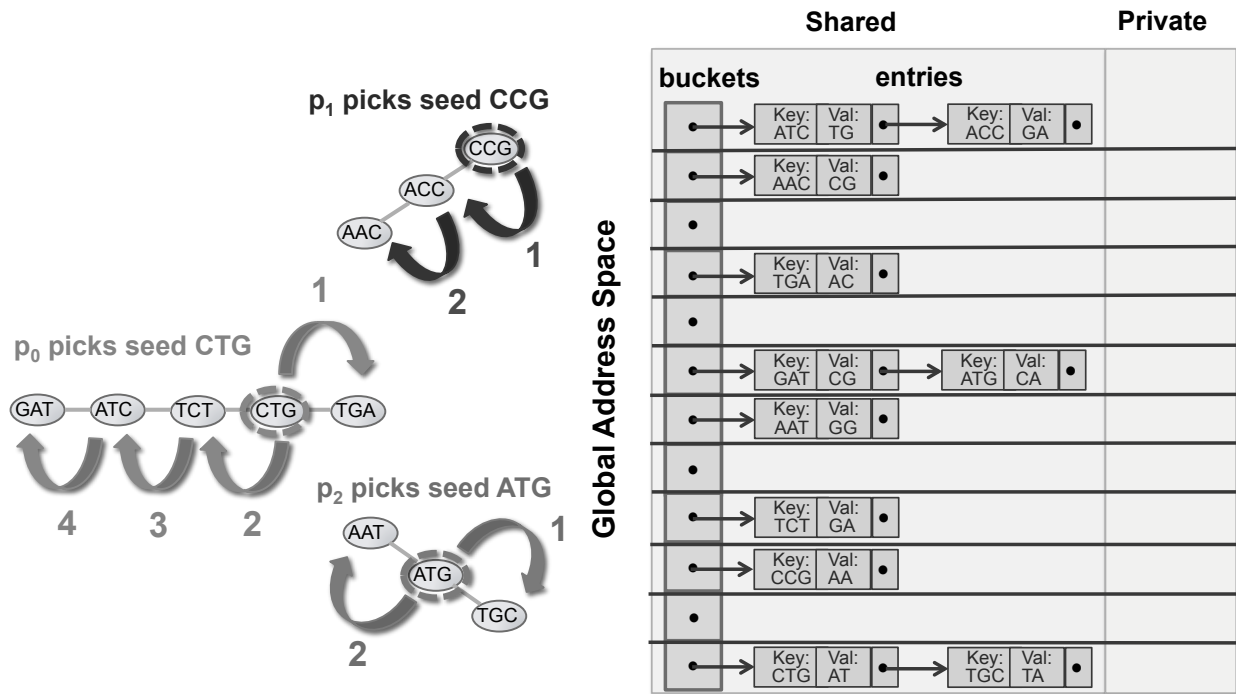 p1 picks seed CCG
CCG
ACC
AAC
1
2
1
p0 picks seed CTG
GAT
ATC
TCT
CTG
TGA
4
3
2
p2 picks seed ATG
AAT
1
ATG
TGC
2
Global Address Space
Shared
Private
buckets
entries
Key: Val: Key: Val:
ATC TG ACC GA
Key: Val:
AAC CG
Key: Val:
TGA AC
Key: Val: Key: Val:
GAT CG ATG CA
Key: Val:
AAT GG
Key: Val:
TCT GA
Key: Val:
CCG AA
Key: Val: Key: Val:
CTG AT TGC TA